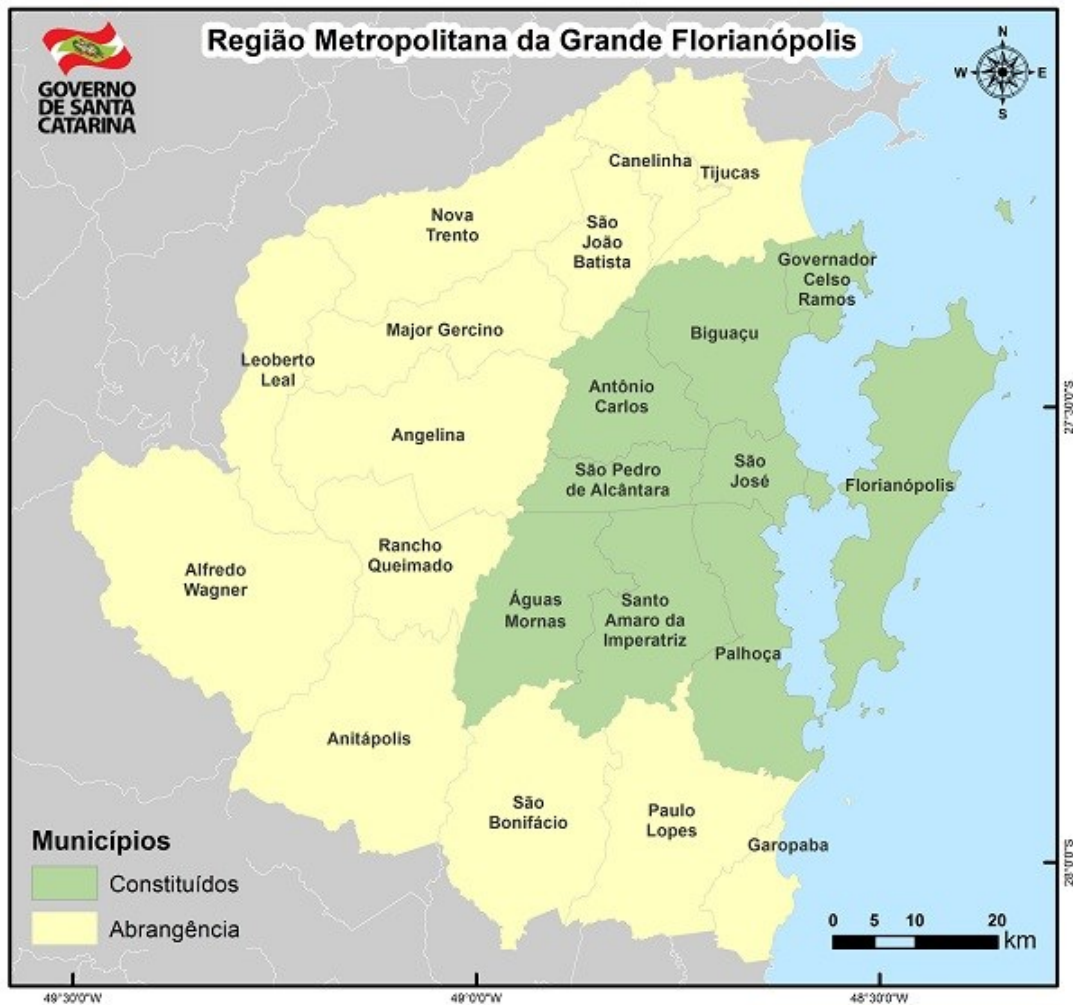 Região Metropolitana da Grande Florianópolis
GOVERNO
DE SANTA
CATARINA
N
W
E
S
Canelinha
Tijucas
Nova
Trento
São
João
Batista
Governador
Celso
Ramos
Major Gercino
Biguaçu
Leoberto
Leal
Antônio
Carlos
Angelina
27°30'0"S
São Pedro
de Alcântara
São
José
Florianópolis
Rancho
Queimado
Alfredo
Wagner
Águas
Mornas
Santo
Amaro da
Imperatriz
Palhoça
Anitápolis
São
Bonifácio
Paulo
Lopes
Garopaba
28°0'0"S
Municípios
Constituídos
Abrangência
0 5 10 20
km
49°30'0"W
49°0'0"W
48°30'0"W